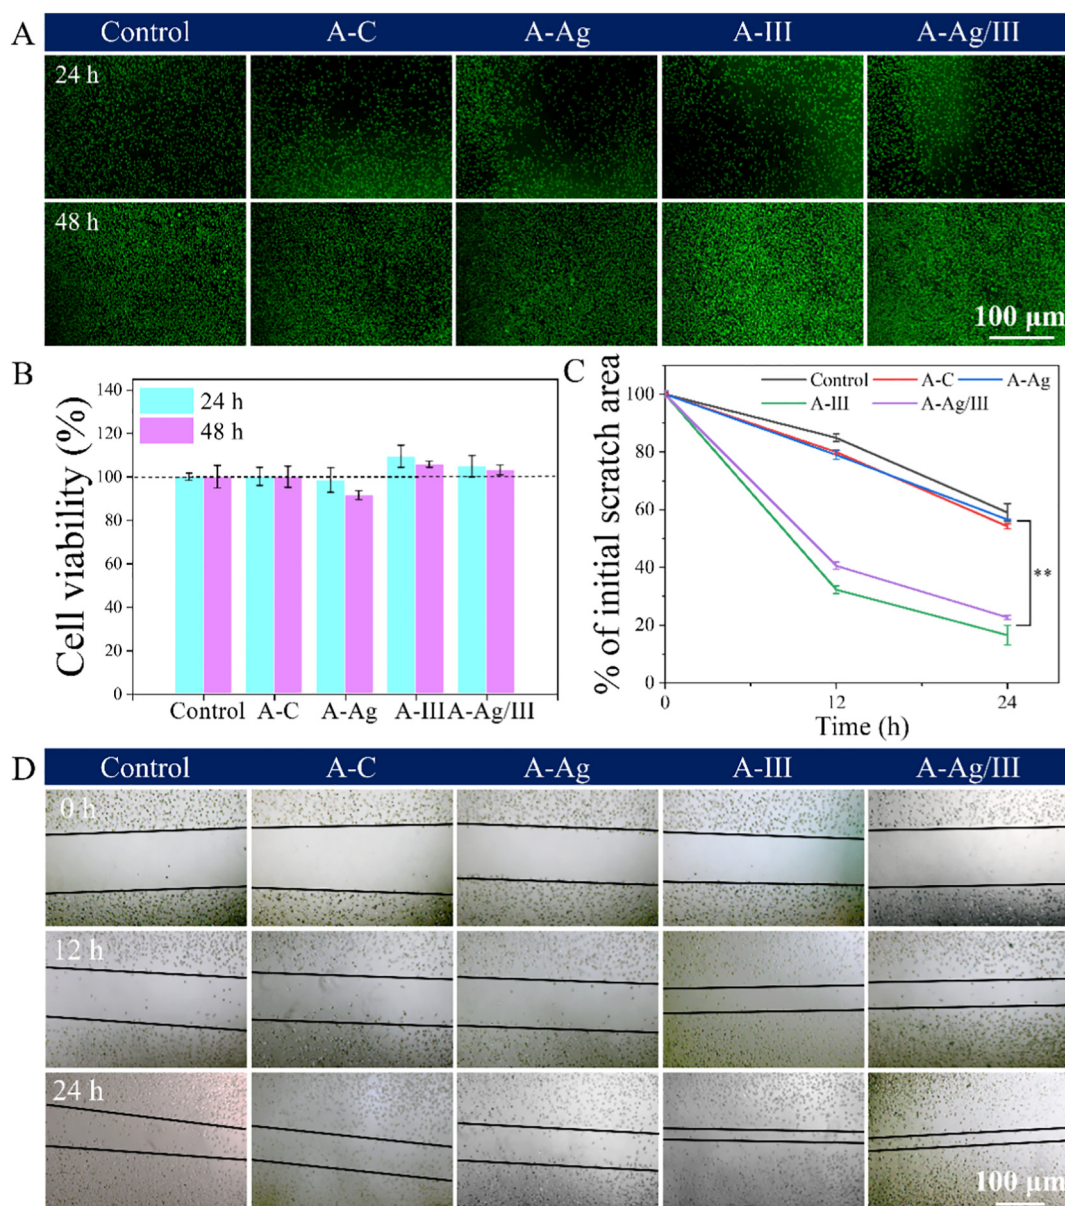 A Control A-C A-Ag A-III A-Ag/III
24 h
48 h
100 μm
B
Cell viability (%)
140
120
100
80
60
40
20
0
24 h
48 h
Control A-C A-Ag A-III A-Ag/III
C
% of initial scratch area
100
80
60
40
20
0
Control A-C A-Ag
A-III A-Ag/III
**
0 12 24
Time (h)
D Control A-C A-Ag A-III A-Ag/III
0 h
12 h
24 h
100 μm